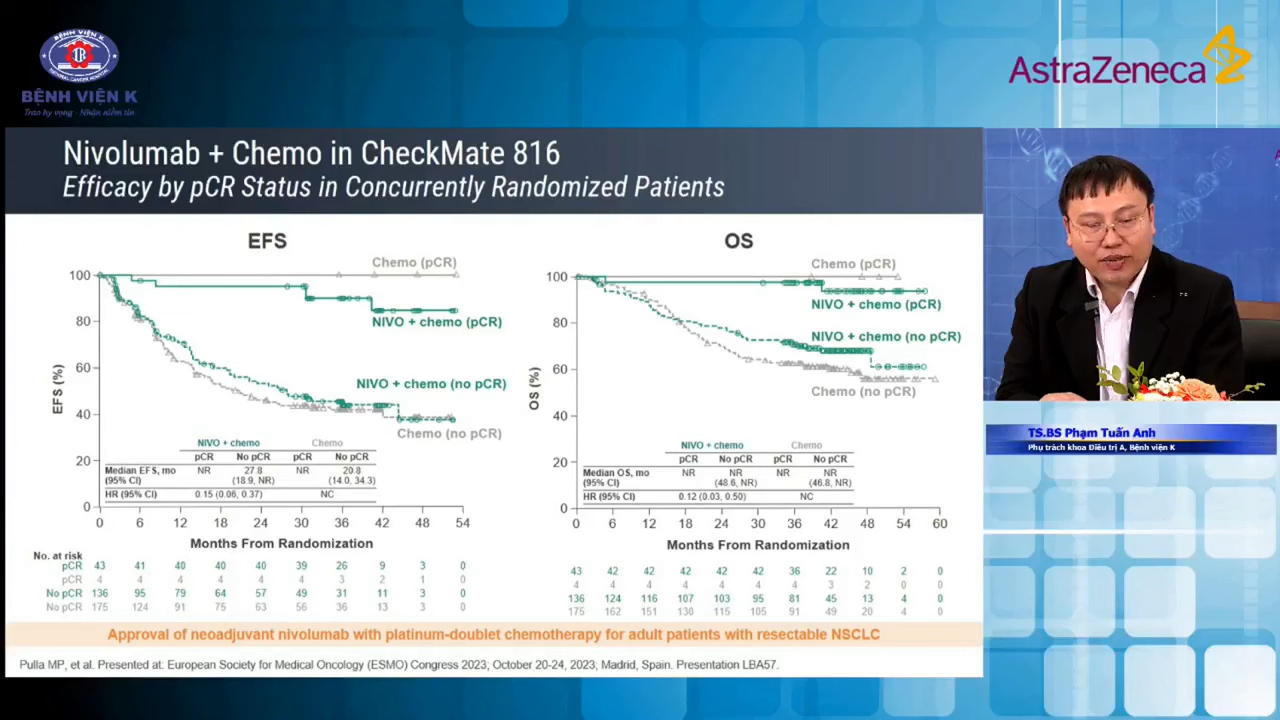 BỆNH VIỆN K
BỆNH VIỆN K
Trao hy vọng - Nhận niềm tin
AstraZeneca
Nivolumab + Chemo in CheckMate 816
Efficacy by pCR Status in Concurrently Randomized Patients
EFS
100
80
60
40
20
0
EFS (%)
Chemo (pCR)
NIVO + chemo (pCR)
NIVO + chemo (no pCR)
Chemo (no pCR)
NIVO + chemo Chemo
pCR No pCR pCR No pCR
Median EFS, mo (95% CI) NR 27.8 (18.9, NR) NR 20.8 (14.0, 34.3)
HR (95% CI) 0.15 (0.06, 0.37) NC
0 6 12 18 24 30 36 42 48 54
Months From Randomization
No. at risk
pCR 43 41 40 40 40 39 26 9 3 0
pCR 4 4 4 4 4 4 3 2 1 0
No pCR 136 95 79 64 57 49 31 11 3 0
No pCR 175 124 91 75 63 56 36 13 3 0
OS
100
80
60
40
20
0
OS (%)
Chemo (pCR)
NIVO + chemo (pCR)
NIVO + chemo (no pCR)
Chemo (no pCR)
NIVO + chemo Chemo
pCR No pCR pCR No pCR
Median OS, mo (95% CI) NR NR (48.6, NR) NR NR (46.8, NR)
HR (95% CI) 0.12 (0.03, 0.50) NC
0 6 12 18 24 30 36 42 48 54 60
Months From Randomization
43 42 42 42 42 42 36 22 10 2 0
4 4 4 4 4 4 4 3 2 0 0
136 124 116 107 103 95 81 45 13 4 0
175 162 151 130 115 105 91 49 20 4 0
Approval of neoadjuvant nivolumab with platinum-doublet chemotherapy for adult patients with resectable NSCLC
Pulla MP, et al. Presented at: European Society for Medical Oncology (ESMO) Congress 2023; October 20-24, 2023; Madrid, Spain. Presentation LBA57.
TS.BS Phạm Tuấn Anh
Phụ trách khoa Điều trị A, Bệnh viện K